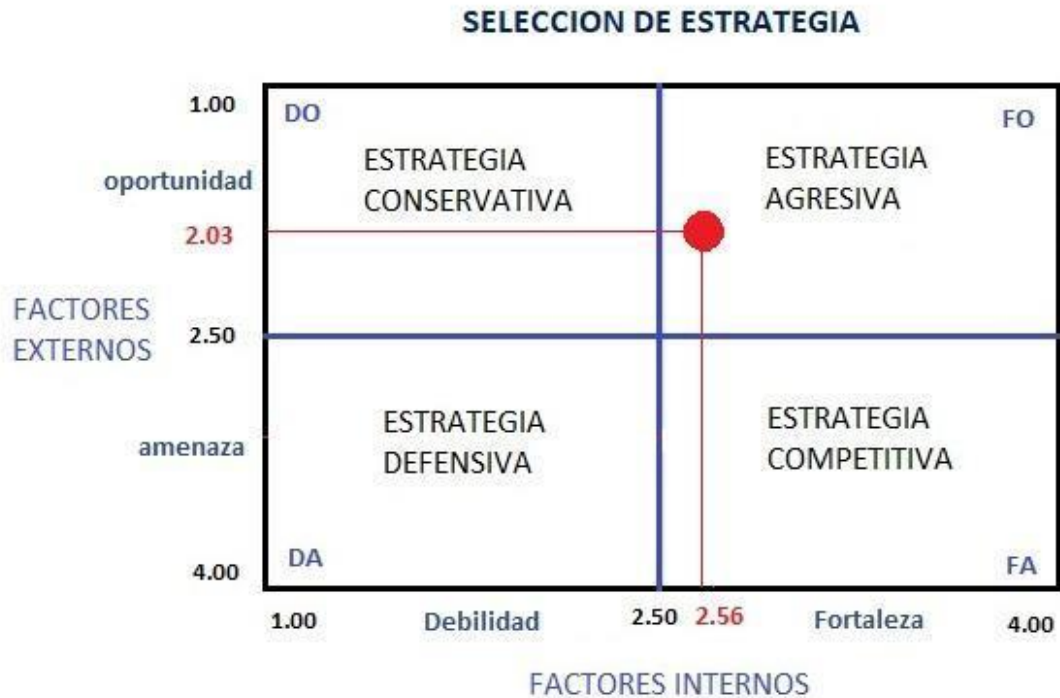 SELECCION DE ESTRATEGIA
1.00
DO
FO
ESTRATEGIA
CONSERVATIVA
ESTRATEGIA
AGRESIVA
oportunidad
2.03
FACTORES
EXTERNOS
2.50
ESTRATEGIA
DEFENSIVA
ESTRATEGIA
COMPETITIVA
amenaza
DA
FA
4.00
1.00
Debilidad
2.50
2.56
Fortaleza
4.00
FACTORES INTERNOS